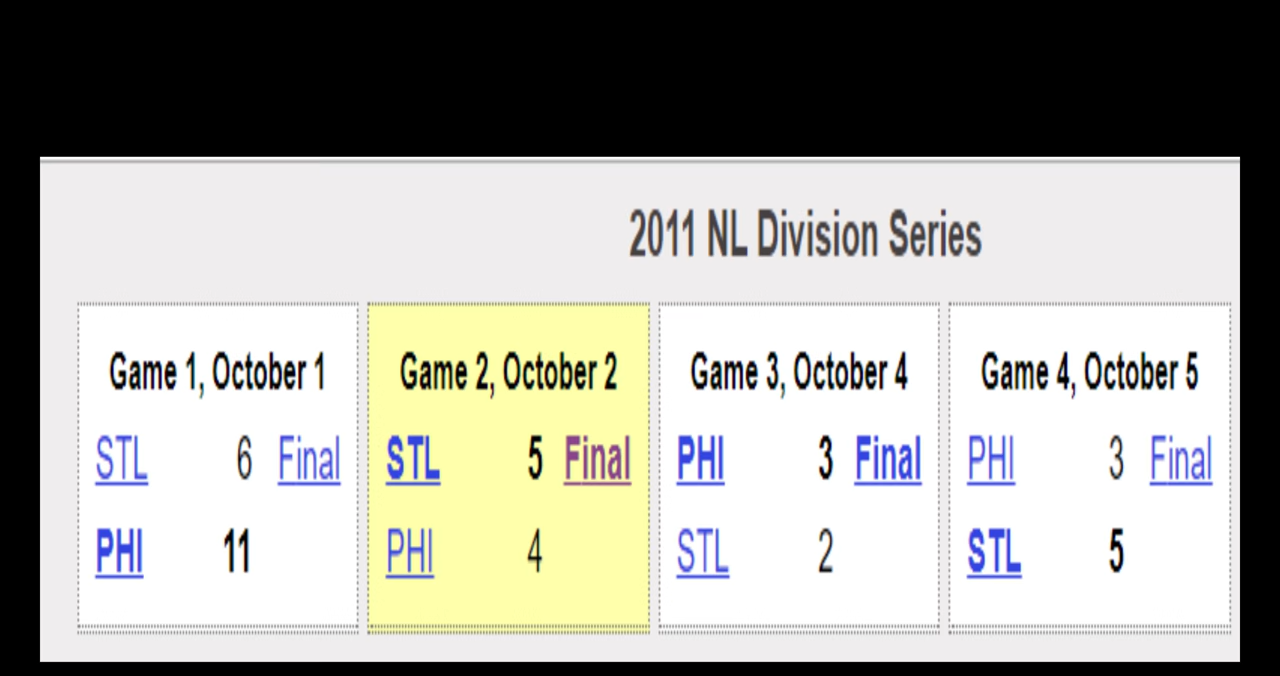 2011 NL Division Series
Game 1, October 1
STL 6 Final
PHI 11
Game 2, October 2
STL 5 Final
PHI 4
Game 3, October 4
PHI 3 Final
STL 2
Game 4, October 5
PHI 3 Final
STL 5